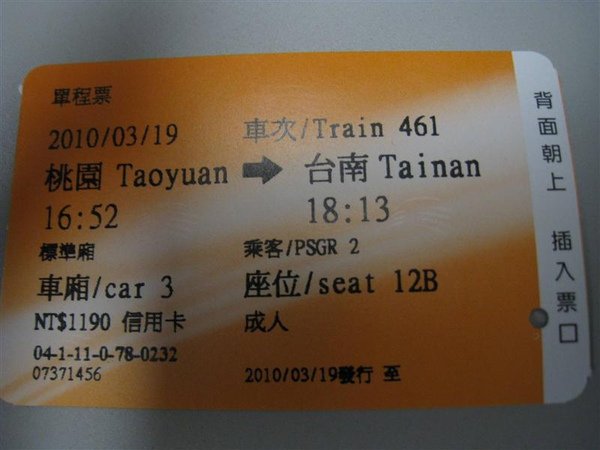 單程票
2010/03/19 車次/Train 461
桃園 Taoyuan → 台南 Tainan
16:52 18:13
標準廂 乘客/PSGR 2
車廂/car 3 座位/seat 12B
NT$1190 信用卡 成人
04-1-11-0-78-0232
07371456 2010/03/19發行 至
背面朝上 插入票口